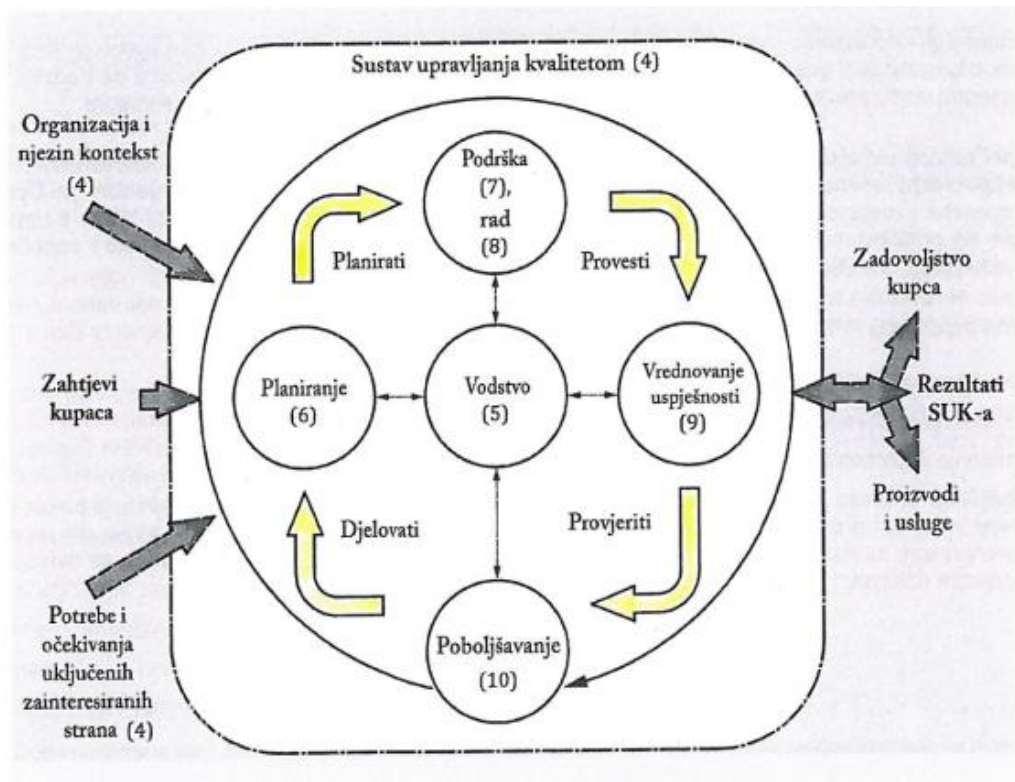 Sustav upravljanja kvalitetom (4)
Organizacija i
njezin kontekst
(4)
Podrška
(7),
rad
(8)
Planirati
Provesti
Zadovoljstvo
kupca
Zahtjevi
kupaca
Planiranje
(6)
Vodstvo
(5)
Vrednovanje
uspješnosti
(9)
Rezultati
SUK-a
Djelovati
Provjeriti
Proizvodi
i usluge
Poboljšavanje
(10)
Potrebe i
očekivanja
uključenih
zainteresiranih
strana (4)